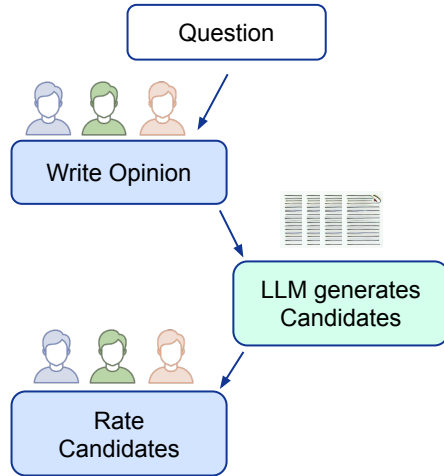 Question
Write Opinion
LLM generates
Candidates
Rate
Candidates